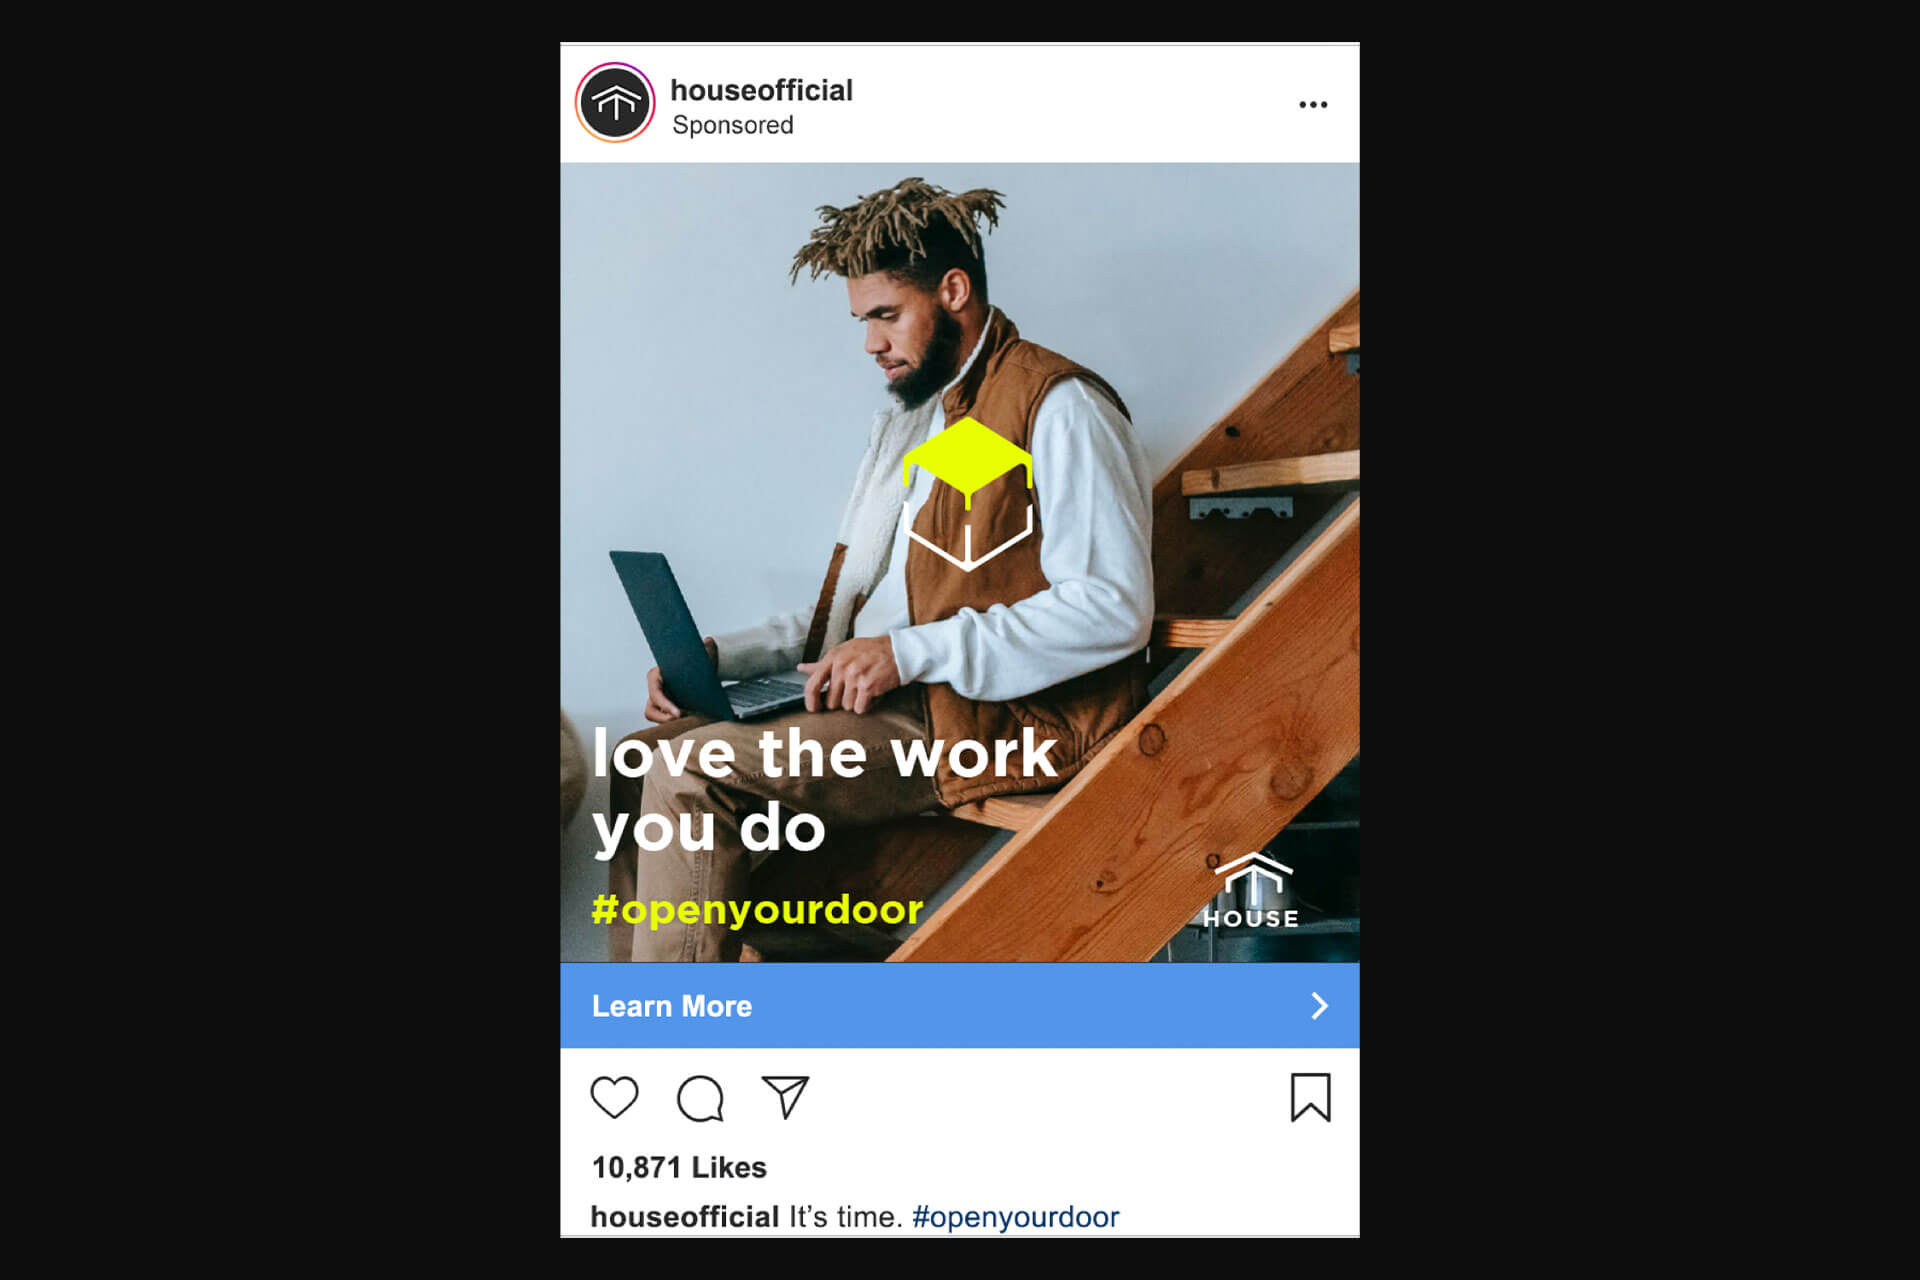 houseofficial
Sponsored
love the work
you do
#openyourdoor
HOUSE
Learn More
10,871 Likes
houseofficial It’s time. #openyourdoor